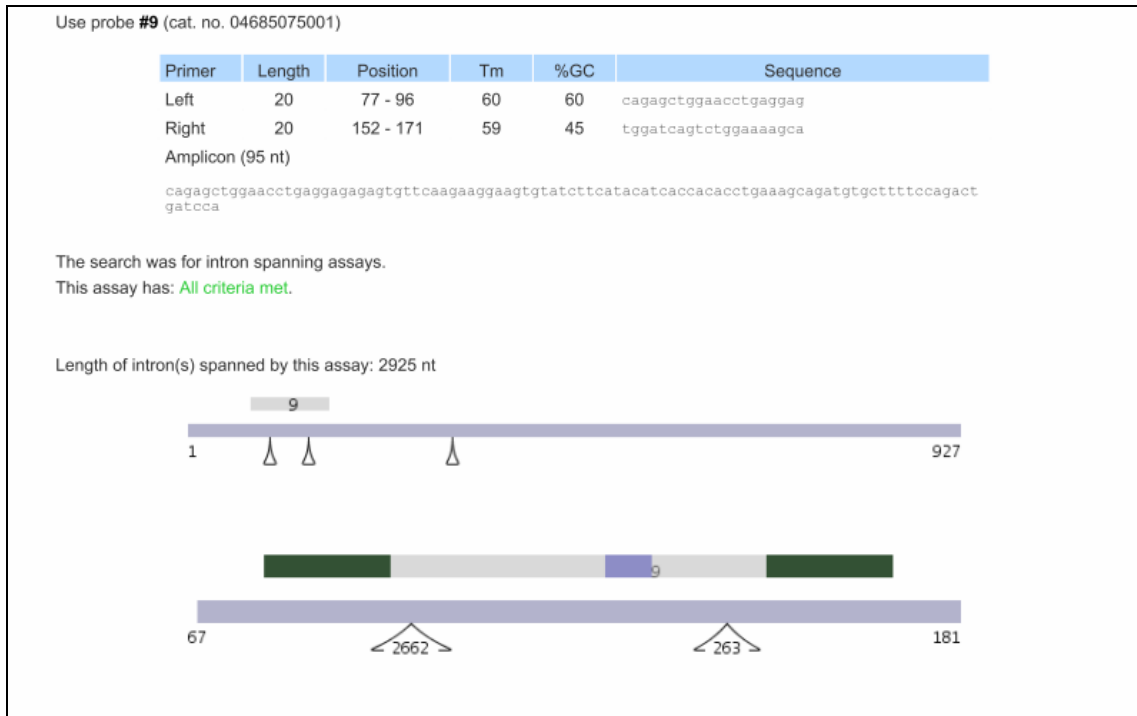 Use probe #9 (cat. no. 04685075001)
Primer Length Position Tm %GC Sequence
Left 20 77 - 96 60 60 cagagctggaacctgaggag
Right 20 152 - 171 59 45 tggatcagtctggaaaagca
Amplicon (95 nt)
cagagctggaacctgaggagagagtgttcaagaaggaagtgtatcttcatacatcaccacacctgaaagcagatgtgcttttccagact
gatcca
The search was for intron spanning assays.
This assay has: All criteria met.
Length of intron(s) spanned by this assay: 2925 nt
9
1 927
9
67 2662 263 181